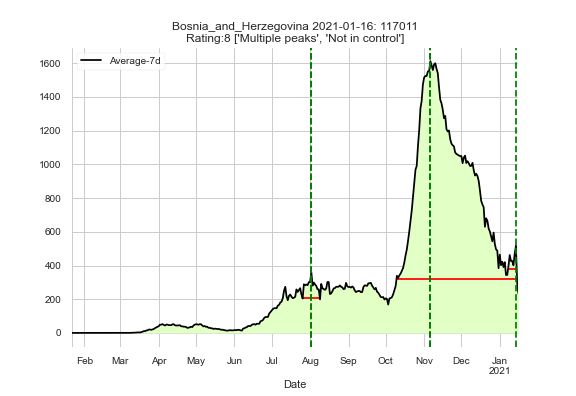 Bosnia_and_Herzegovina 2021-01-16: 117011
Rating:8 ['Multiple peaks', 'Not in control']
Average-7d
1600
1400
1200
1000
800
600
400
200
0
Feb Mar Apr May Jun Jul Aug Sep Oct Nov Dec Jan
2021
Date